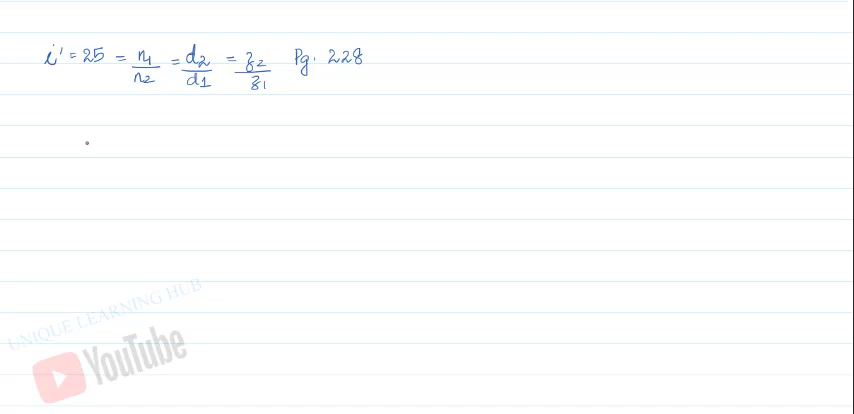 i' = 25 = n1/n2 = d2/d1 = z2/z1 Pg. 228
UNIQUE LEARNING HUB
YouTube